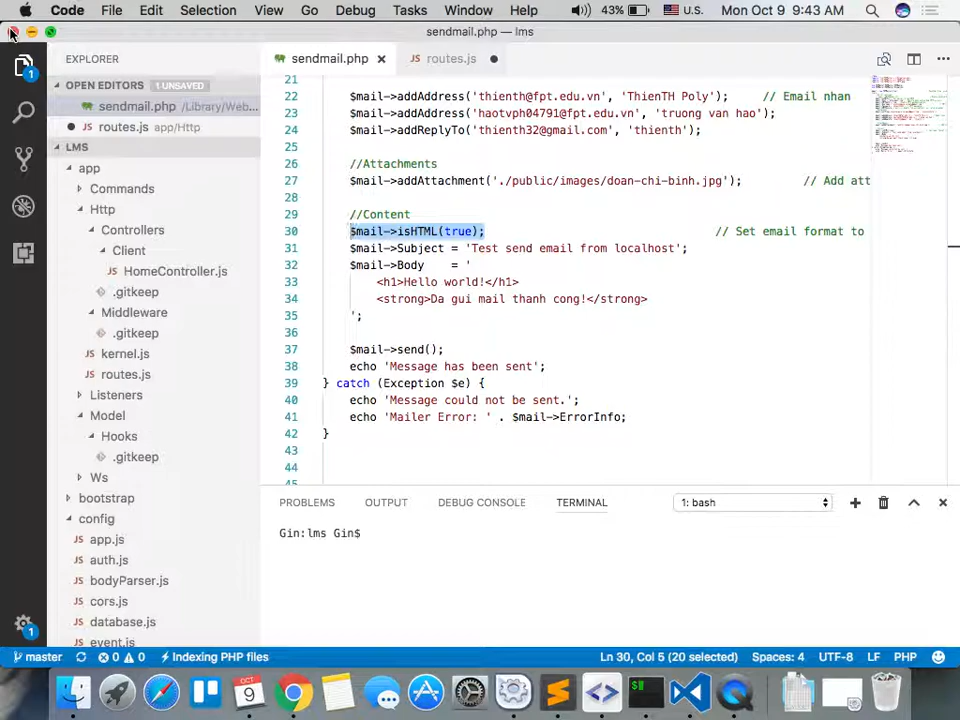 Code File Edit Selection View Go Debug Tasks Window Help 43% U.S. Mon Oct 9 9:43 AM
sendmail.php — lms
EXPLORER
OPEN EDITORS 1 UNSAVED
sendmail.php /Library/Web...
routes.js app/Http
LMS
app
Commands
Http
Controllers
Client
HomeController.js
.gitkeep
Middleware
.gitkeep
kernel.js
routes.js
Listeners
Model
Hooks
.gitkeep
Ws
bootstrap
config
app.js
auth.js
bodyParser.js
cors.js
database.js
event.js
sendmail.php routes.js
21
22 $mail->addAddress('thienth@fpt.edu.vn', 'ThienTH Poly'); // Email nhan
23 $mail->addAddress('haotvph04791@fpt.edu.vn', 'truong van hao');
24 $mail->addReplyTo('thienth32@gmail.com', 'thienth');
25
26 //Attachments
27 $mail->addAttachment('./public/images/doan-chi-binh.jpg'); // Add att
28
29 //Content
30 $mail->isHTML(true); // Set email format to
31 $mail->Subject = 'Test send email from localhost';
32 $mail->Body = '
33 <h1>Hello world!</h1>
34 <strong>Da gui mail thanh cong!</strong>
35 ';
36
37 $mail->send();
38 echo 'Message has been sent';
39 } catch (Exception $e) {
40 echo 'Message could not be sent.';
41 echo 'Mailer Error: ' . $mail->ErrorInfo;
42 }
43
44
45
PROBLEMS OUTPUT DEBUG CONSOLE TERMINAL 1: bash
Gin:lms Gin$
master 0 0 Indexing PHP files Ln 30, Col 5 (20 selected) Spaces: 4 UTF-8 LF PHP